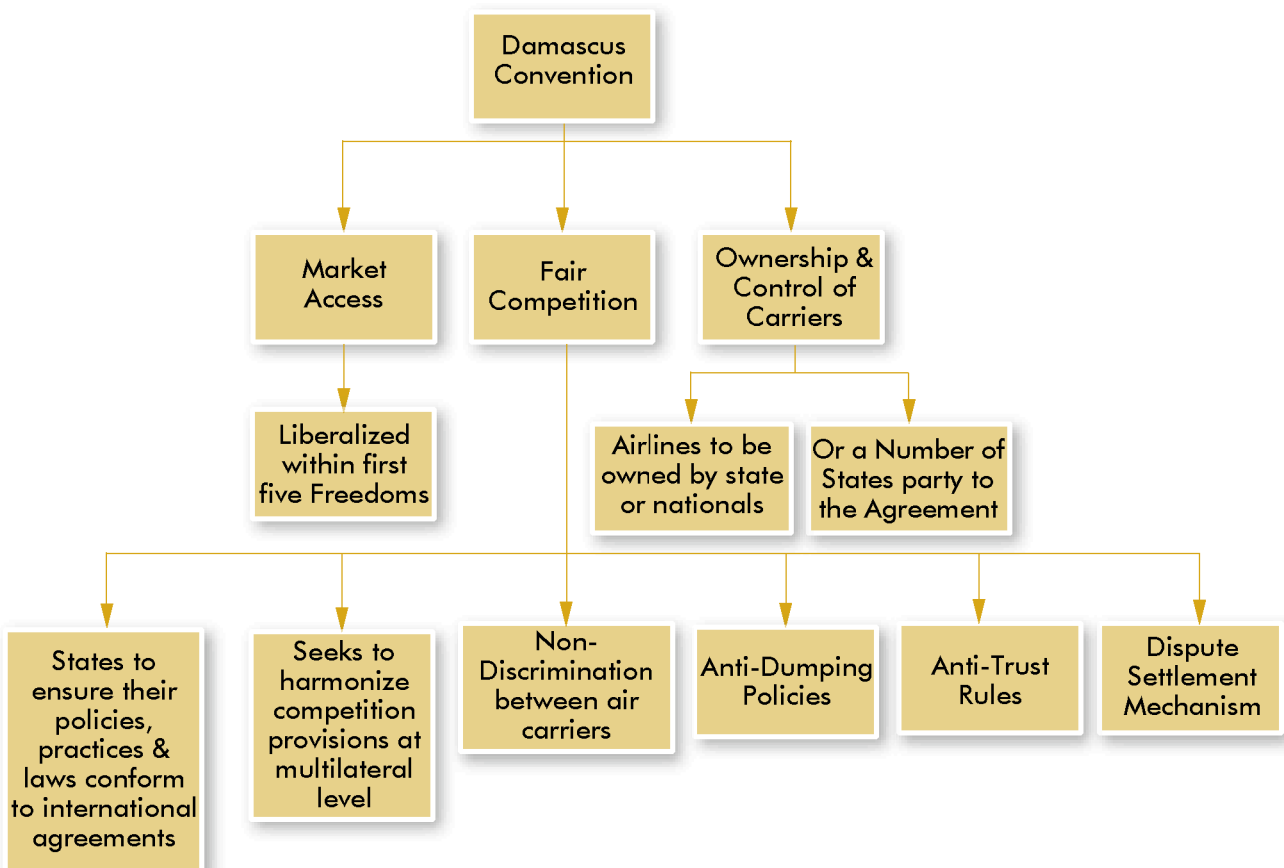 Damascus
Convention
Market
Access
Fair
Competition
Ownership &
Control of
Carriers
Liberalized
within first
five Freedoms
Airlines to be
owned by state
or nationals
Or a Number of
States party to
the Agreement
States to
ensure their
policies,
practices &
laws conform
to international
agreements
Seeks to
harmonize
competition
provisions at
multilateral
level
Non-
Discrimination
between air
carriers
Anti-Dumping
Policies
Anti-Trust
Rules
Dispute
Settlement
Mechanism